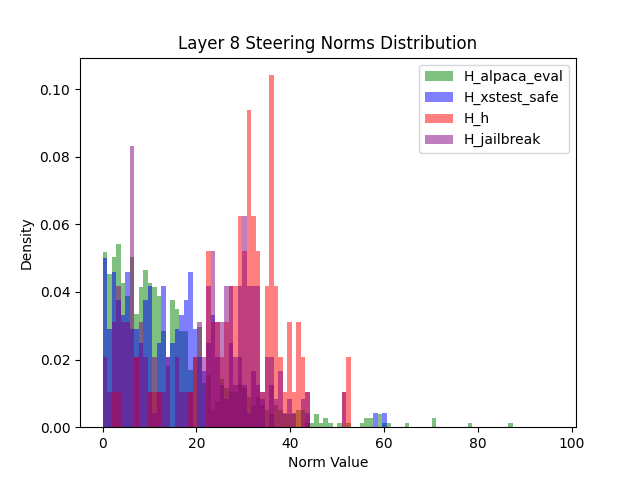 Layer 8 Steering Norms Distribution
H_alpaca_eval
H_xstest_safe
H_h
H_jailbreak
Density
0.10
0.08
0.06
0.04
0.02
0.00
0 20 40 60 80 100
Norm Value